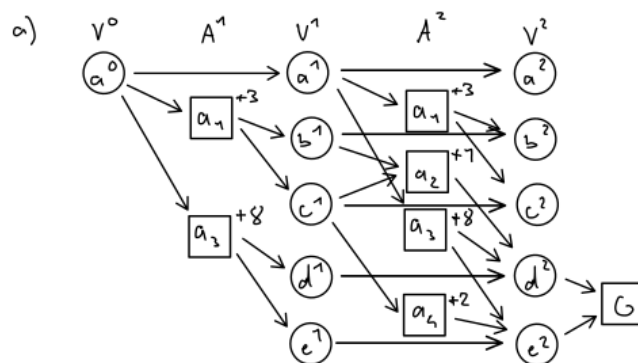 a) V⁰ A¹ V¹ A² V²
a⁰ a¹ a²
a₁ +3 a₁ +3
b¹ b²
a₂ +1
c¹ c²
a₃ +8 a₃ +8
d¹ d²
G
a₄ +2
e¹ e²